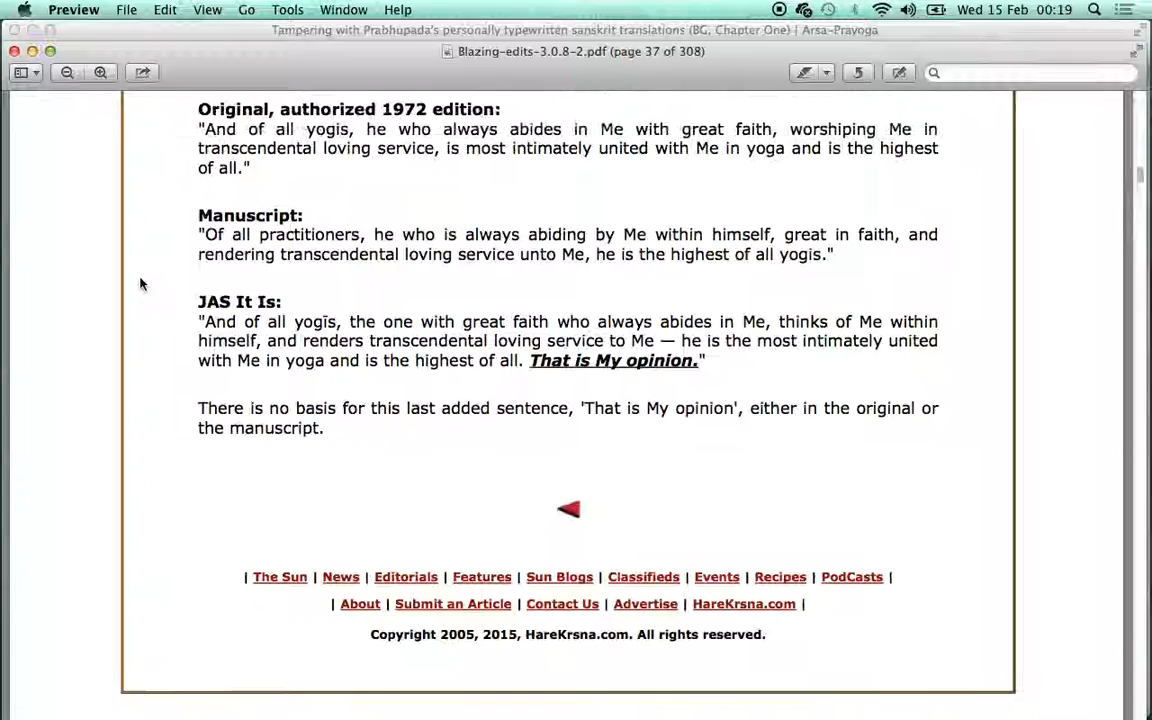 Preview File Edit View Go Tools Window Help Wed 15 Feb 00:19
Tampering with Prabhupada's personally typewritten sanskrit translations (BG, Chapter One) | Arsa-Prayoga
Blazing-edits-3.0.8-2.pdf (page 37 of 308)
Original, authorized 1972 edition:
"And of all yogis, he who always abides in Me with great faith, worshiping Me in
transcendental loving service, is most intimately united with Me in yoga and is the highest
of all."
Manuscript:
"Of all practitioners, he who is always abiding by Me within himself, great in faith, and
rendering transcendental loving service unto Me, he is the highest of all yogis."
JAS It Is:
"And of all yogīs, the one with great faith who always abides in Me, thinks of Me within
himself, and renders transcendental loving service to Me — he is the most intimately united
with Me in yoga and is the highest of all. That is My opinion."
There is no basis for this last added sentence, 'That is My opinion', either in the original or
the manuscript.
| The Sun | News | Editorials | Features | Sun Blogs | Classifieds | Events | Recipes | PodCasts |
| About | Submit an Article | Contact Us | Advertise | HareKrsna.com |
Copyright 2005, 2015, HareKrsna.com. All rights reserved.